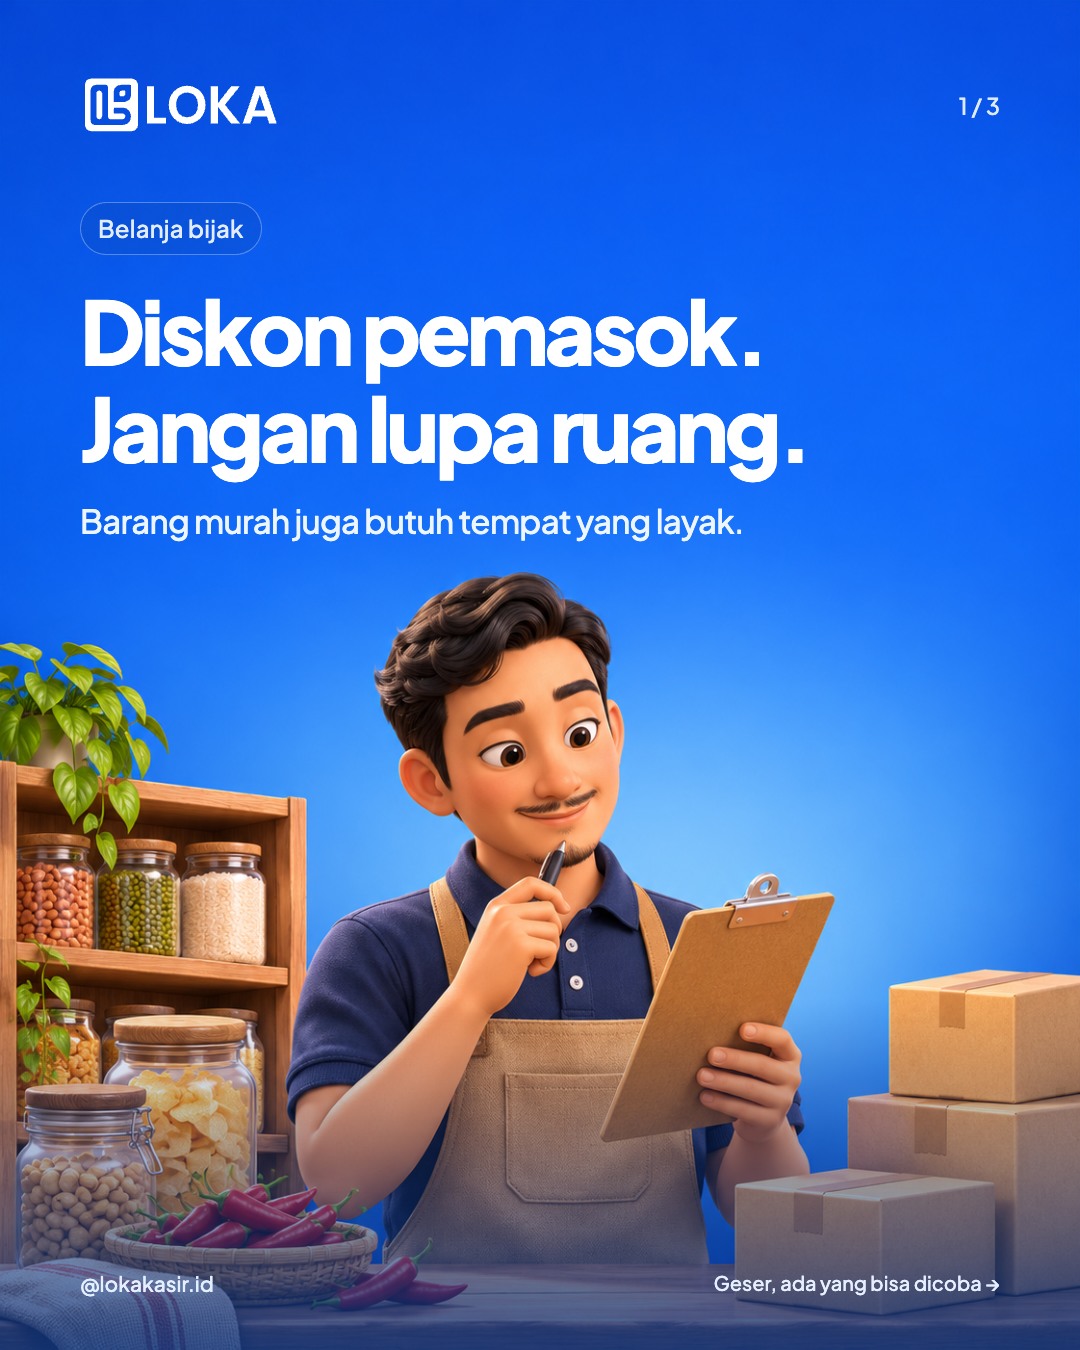 LOKA
1 / 3
Belanja bijak
Diskon pemasok.
Jangan lupa ruang.
Barang murah juga butuh tempat yang layak.
@lokakasir.id
Geser, ada yang bisa dicoba →